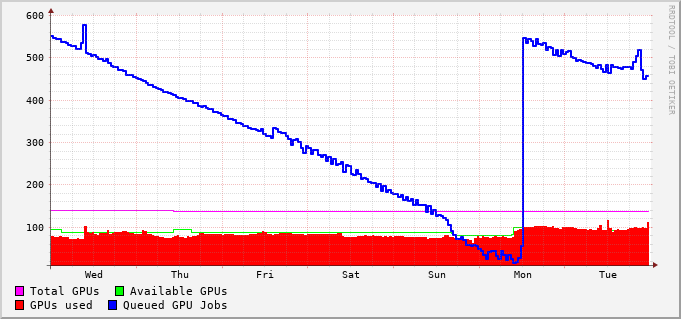 600
500
400
300
200
100
Wed Thu Fri Sat Sun Mon Tue
Total GPUs Available GPUs
GPUs used Queued GPU Jobs
RRDTOOL / TOBI OETIKER